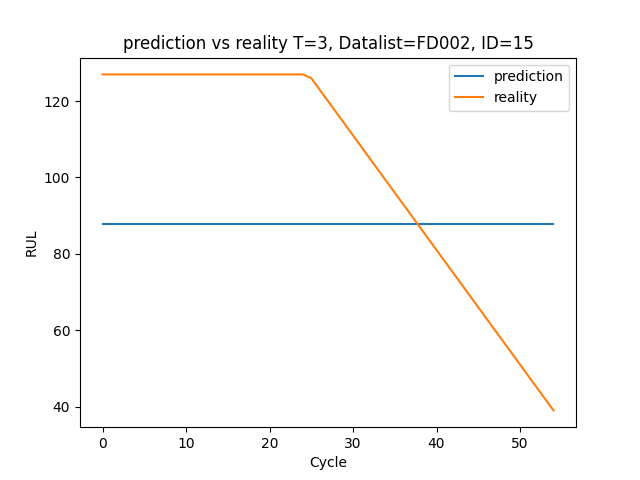 prediction vs reality T=3, Datalist=FD002, ID=15
prediction
reality
RUL
120
100
80
60
40
0 10 20 30 40 50
Cycle